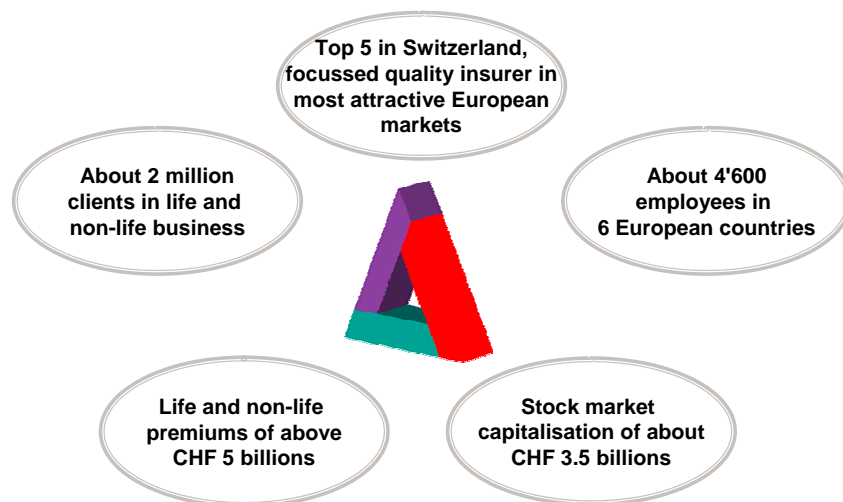 Top 5 in Switzerland,
focussed quality insurer in
most attractive European
markets
About 2 million
clients in life and
non-life business
About 4'600
employees in
6 European countries
Life and non-life
premiums of above
CHF 5 billions
Stock market
capitalisation of about
CHF 3.5 billions